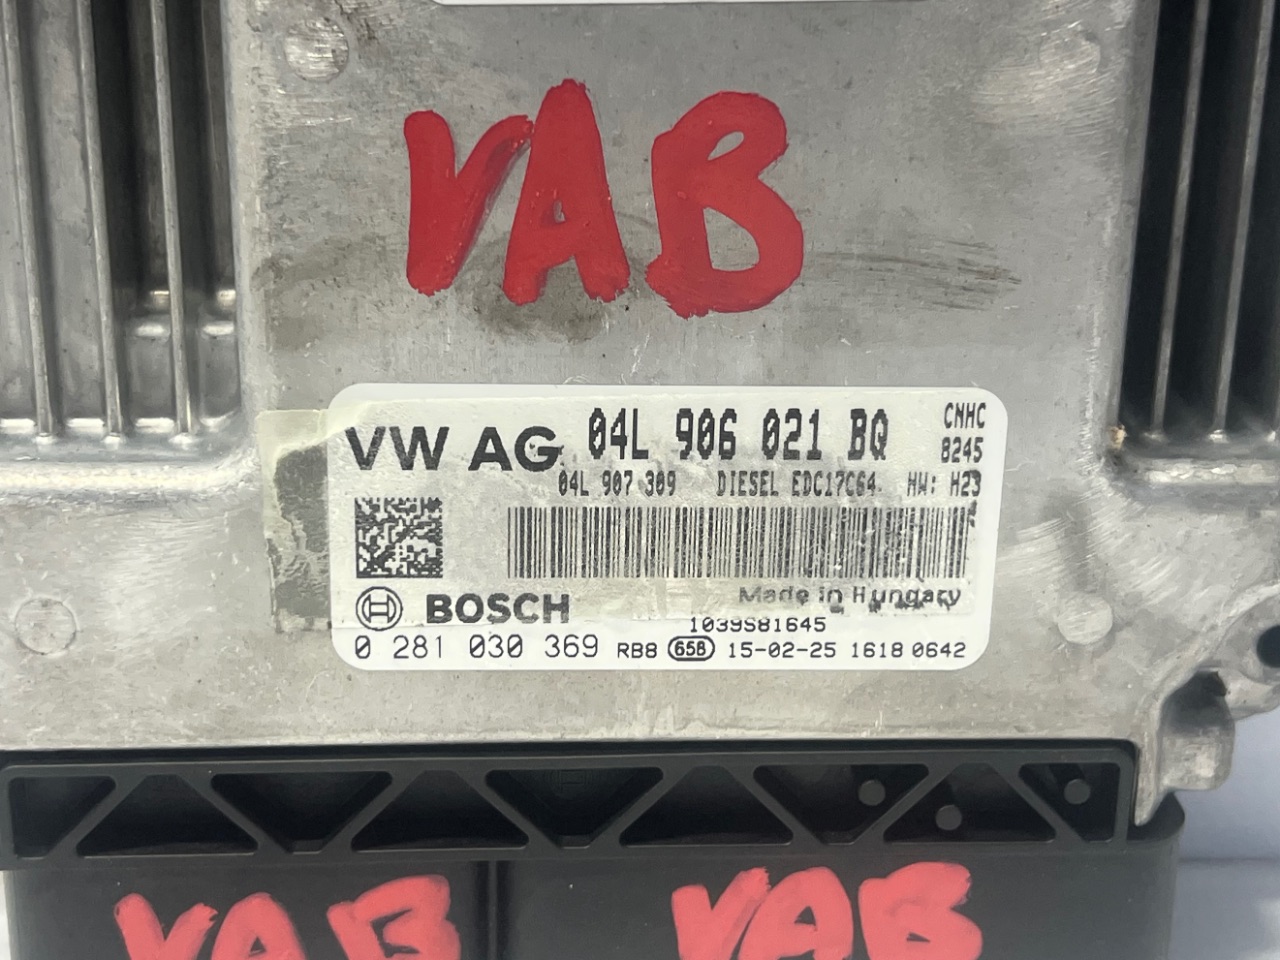 VAB
VW AG 04L 906 021 BQ CNHC
8245
04L 907 309 DIESEL EDC17C64 HW: H23
BOSCH Made in Hungary
1039S81645
0 281 030 369 RB8 658 15-02-25 1618 0642
VAB VAB